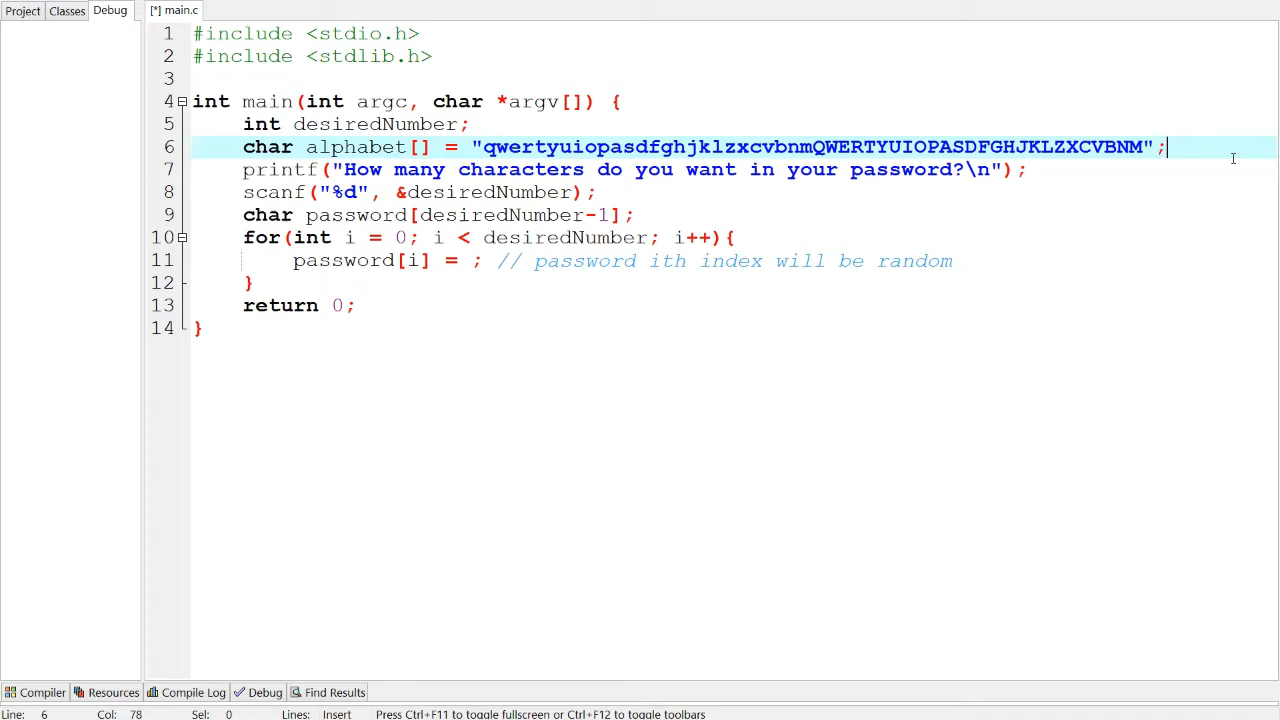 Project Classes Debug [*] main.c
1 #include <stdio.h>
2 #include <stdlib.h>
3
4 int main(int argc, char *argv[]) {
5 int desiredNumber;
6 char alphabet[] = "qwertyuiopasdfghjklzxcvbnmQWERTYUIOPASDFGHJKLZXCVBNM";
7 printf("How many characters do you want in your password?\n");
8 scanf("%d", &desiredNumber);
9 char password[desiredNumber-1];
10 for(int i = 0; i < desiredNumber; i++){
11 password[i] = ; // password ith index will be random
12 }
13 return 0;
14 }
Compiler Resources Compile Log Debug Find Results
Line: 6 Col: 78 Sel: 0 Lines: Insert Press Ctrl+F11 to toggle fullscreen or Ctrl+F12 to toggle toolbars